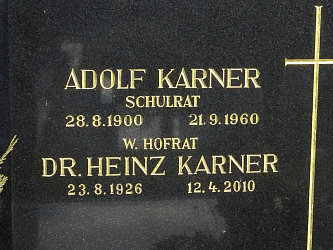 ADOLF KARNER
SCHULRAT
28.8.1900 21.9.1960
W. HOFRAT
DR. HEINZ KARNER
23.8.1926 12.4.2010